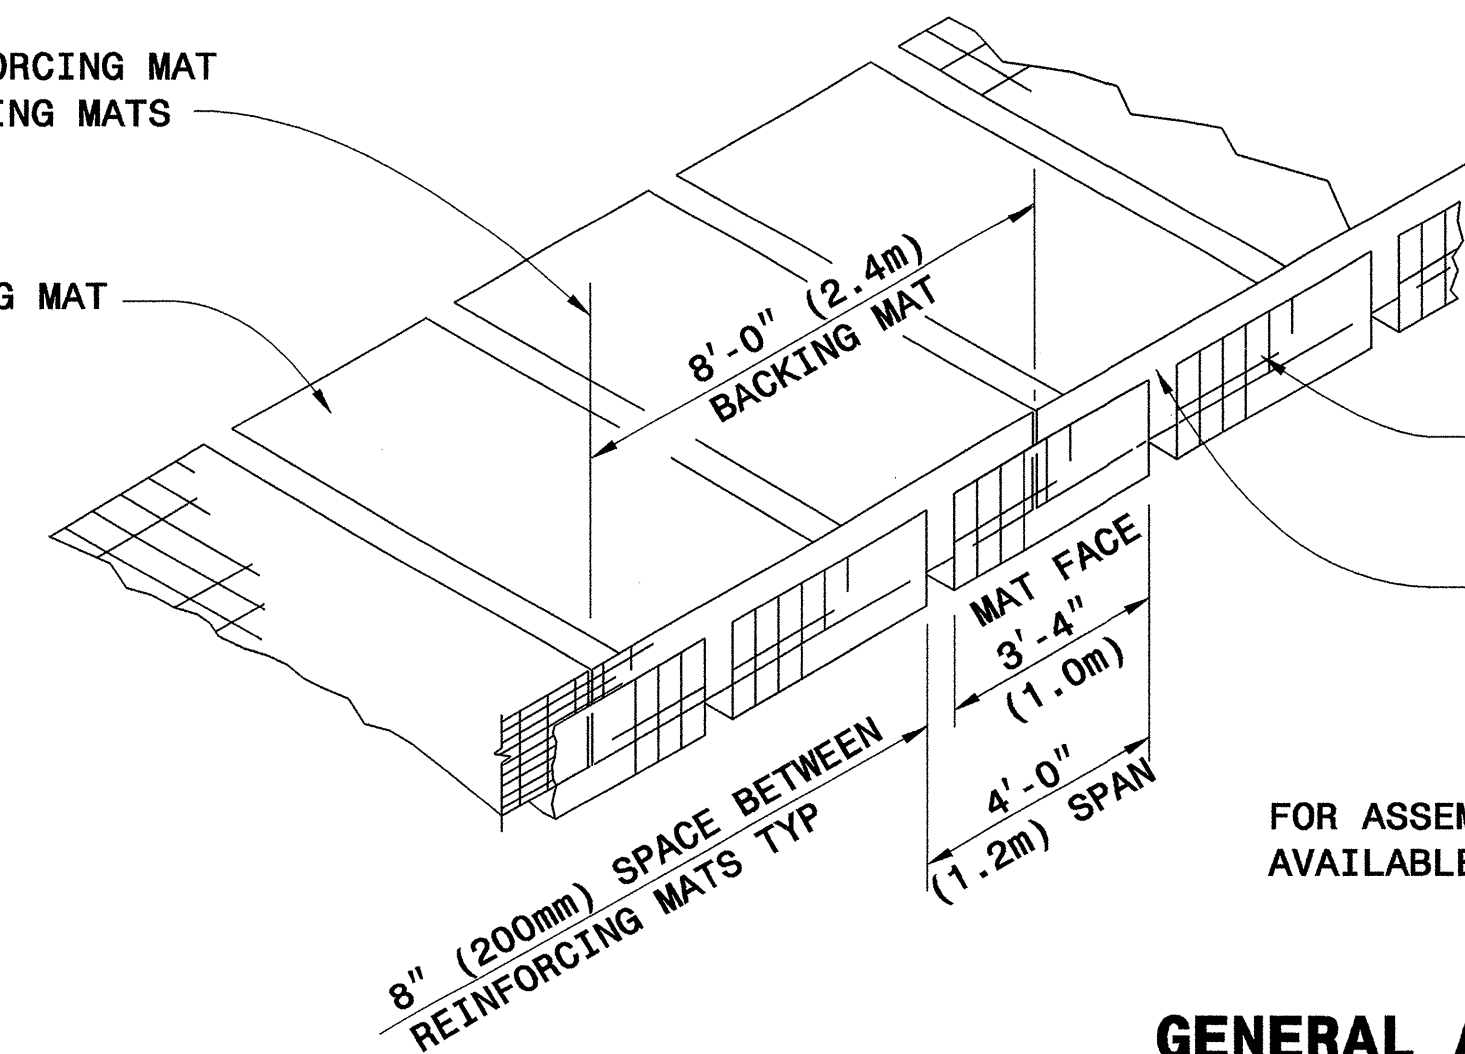 ORCING MAT
ING MATS
G MAT
8'-0" (2.4m)
BACKING MAT
MAT FACE
3'-4"
(1.0m)
4'-0"
(1.2m) SPAN
8" (200mm) SPACE BETWEEN
REINFORCING MATS TYP
FOR ASSEM
AVAILABLE
GENERAL A